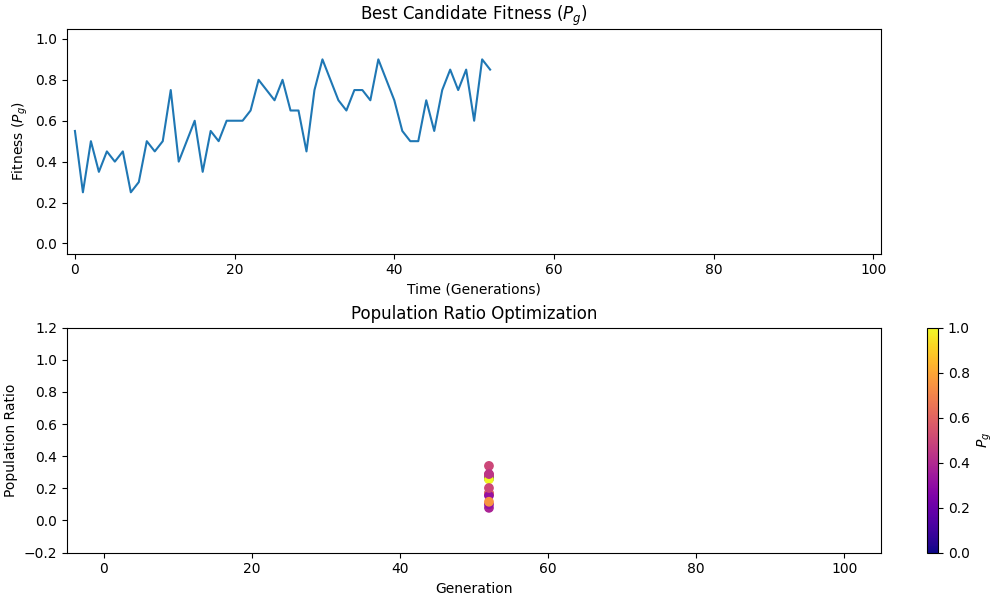 Best Candidate Fitness (P_g)
Fitness (P_g)
1.0
0.8
0.6
0.4
0.2
0.0
0 20 40 60 80 100
Time (Generations)
Population Ratio Optimization
Population Ratio
1.2
1.0
0.8
0.6
0.4
0.2
0.0
−0.2
0 20 40 60 80 100
Generation
1.0
0.8
0.6
0.4
0.2
0.0
P_g